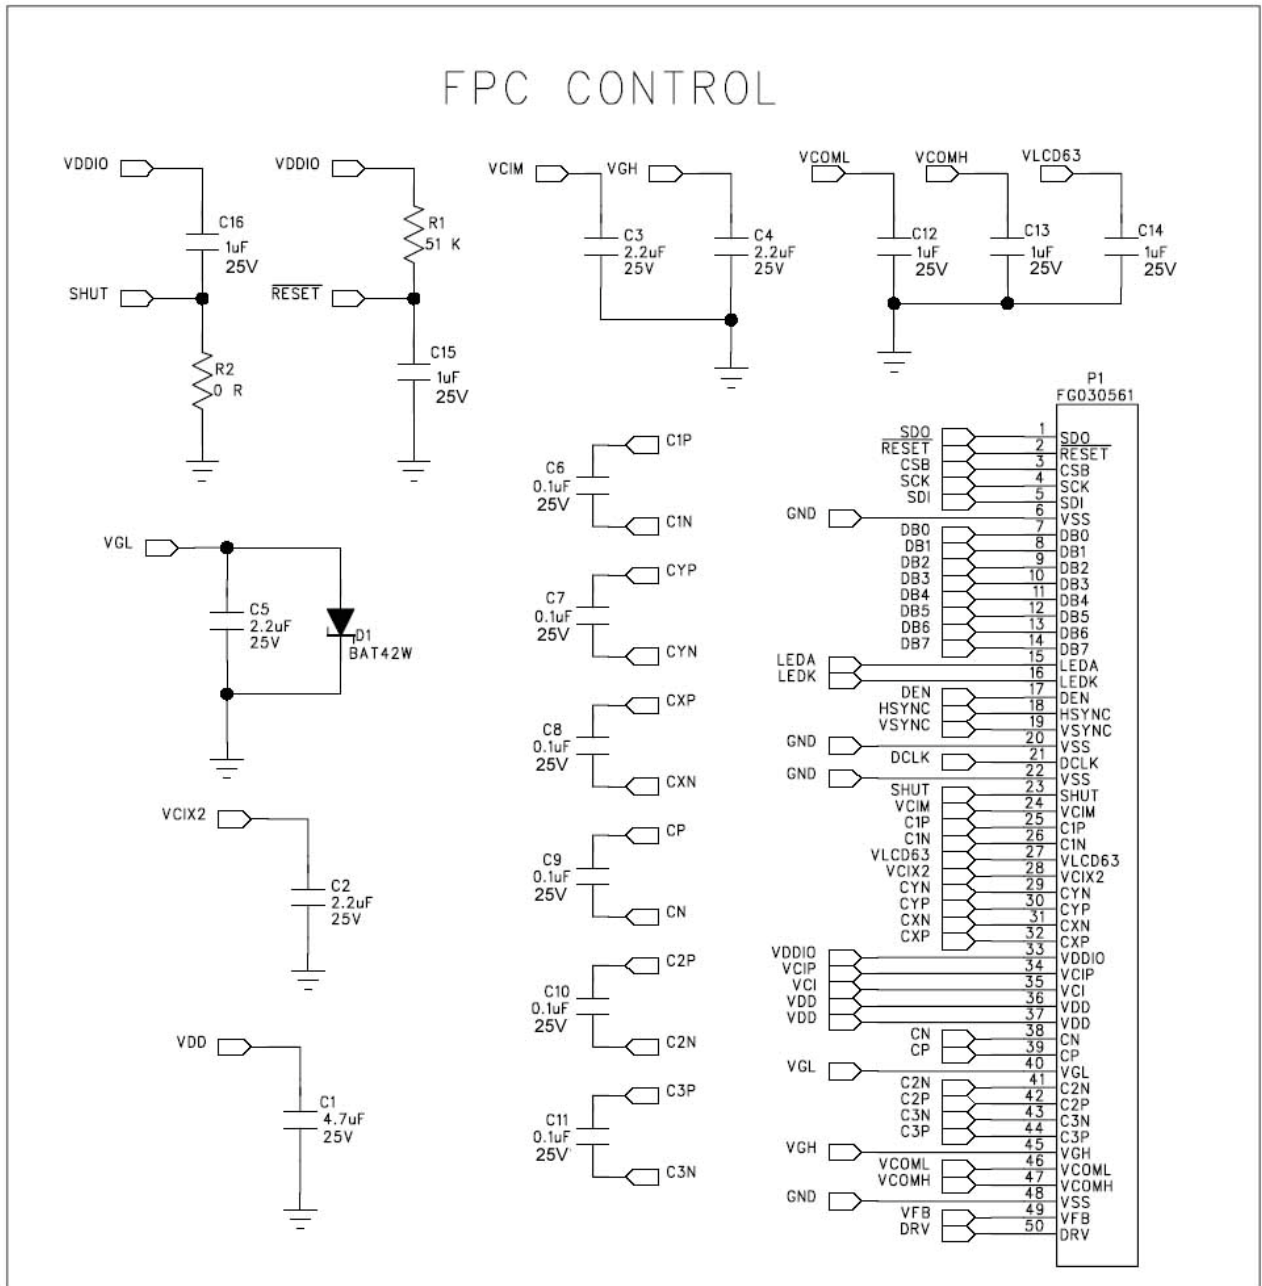 FPC CONTROL
VDDIO
C16
1uF
25V
SHUT
R2
0 R
VDDIO
R1
51 K
RESET
C15
1uF
25V
VCIM
C3
2.2uF
25V
VGH
C4
2.2uF
25V
VCOML
C12
1uF
25V
VCOMH
C13
1uF
25V
VLCD63
C14
1uF
25V
VGL
C5
2.2uF
25V
D1
BAT42W
VCIX2
C2
2.2uF
25V
VDD
C1
4.7uF
25V
C1P
C6
0.1uF
25V
C1N
CYP
C7
0.1uF
25V
CYN
CXP
C8
0.1uF
25V
CXN
CP
C9
0.1uF
25V
CN
C2P
C10
0.1uF
25V
C2N
C3P
C11
0.1uF
25V
C3N
P1
FG030561
SDO 1 SDO
RESET 2 RESET
CSB 3 CSB
SCK 4 SCK
SDI 5 SDI
GND 6 VSS
DB0 7 DB0
DB1 8 DB1
DB2 9 DB2
DB3 10 DB3
DB4 11 DB4
DB5 12 DB5
DB6 13 DB6
DB7 14 DB7
LEDA 15 LEDA
LEDK 16 LEDK
DEN 17 DEN
HSYNC 18 HSYNC
VSYNC 19 VSYNC
GND 20 VSS
DCLK 21 DCLK
GND 22 VSS
SHUT 23 SHUT
VCIM 24 VCIM
C1P 25 C1P
C1N 26 C1N
VLCD63 27 VLCD63
VCIX2 28 VCIX2
CYN 29 CYN
CYP 30 CYP
CXN 31 CXN
CXP 32 CXP
VDDIO 33 VDDIO
VCIP 34 VCIP
VCI 35 VCI
VDD 36 VDD
VDD 37 VDD
CN 38 CN
CP 39 CP
VGL 40 VGL
C2N 41 C2N
C2P 42 C2P
C3N 43 C3N
C3P 44 C3P
VGH 45 VGH
VCOML 46 VCOML
VCOMH 47 VCOMH
GND 48 VSS
VFB 49 VFB
DRV 50 DRV